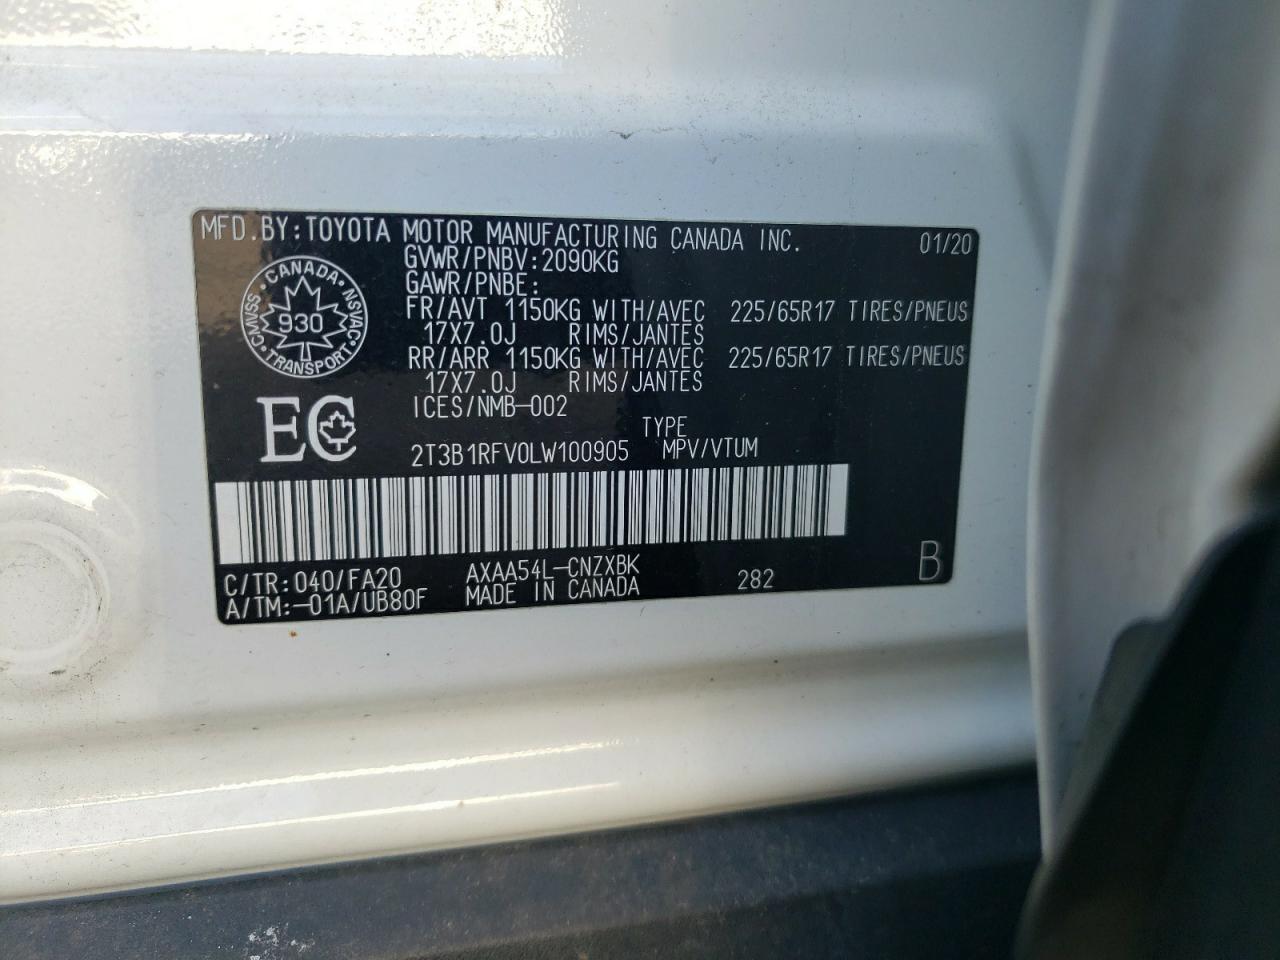 MFD.BY:TOYOTA MOTOR MANUFACTURING CANADA INC. 01/20
GVWR/PNBV:2090KG
GAWR/PNBE:
FR/AVT 1150KG WITH/AVEC 225/65R17 TIRES/PNEUS
17X7.0J RIMS/JANTES
RR/ARR 1150KG WITH/AVEC 225/65R17 TIRES/PNEUS
17X7.0J RIMS/JANTES
CANADA
CMVSS
930
NSVAC
TRANSPORT
EC
ICES/NMB-002
TYPE
2T3B1RFV0LW100905 MPV/VTUM
C/TR:040/FA20 AXAA54L-CNZXBK
A/TM:-01A/UB80F MADE IN CANADA 282
B